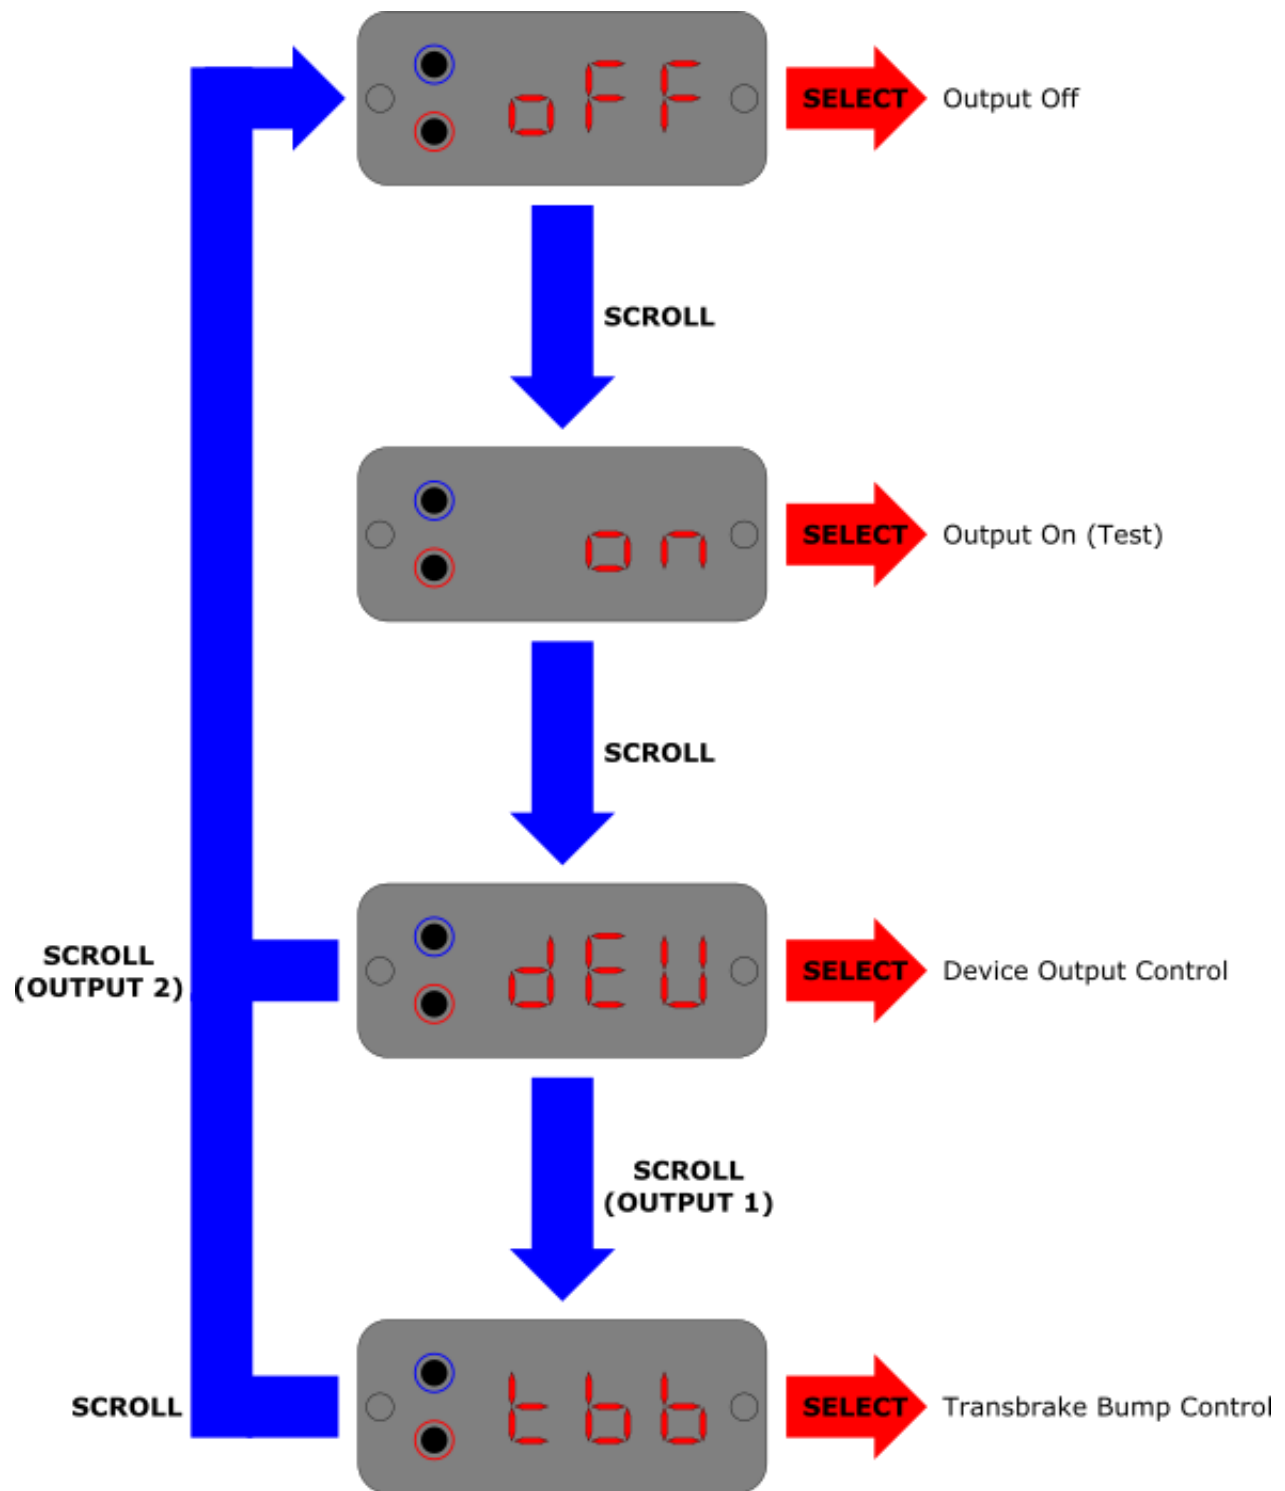 oFF
SELECT
Output Off
SCROLL
on
SELECT
Output On (Test)
SCROLL
dEU
SELECT
Device Output Control
SCROLL
(OUTPUT 2)
SCROLL
(OUTPUT 1)
SCROLL
tbb
SELECT
Transbrake Bump Control